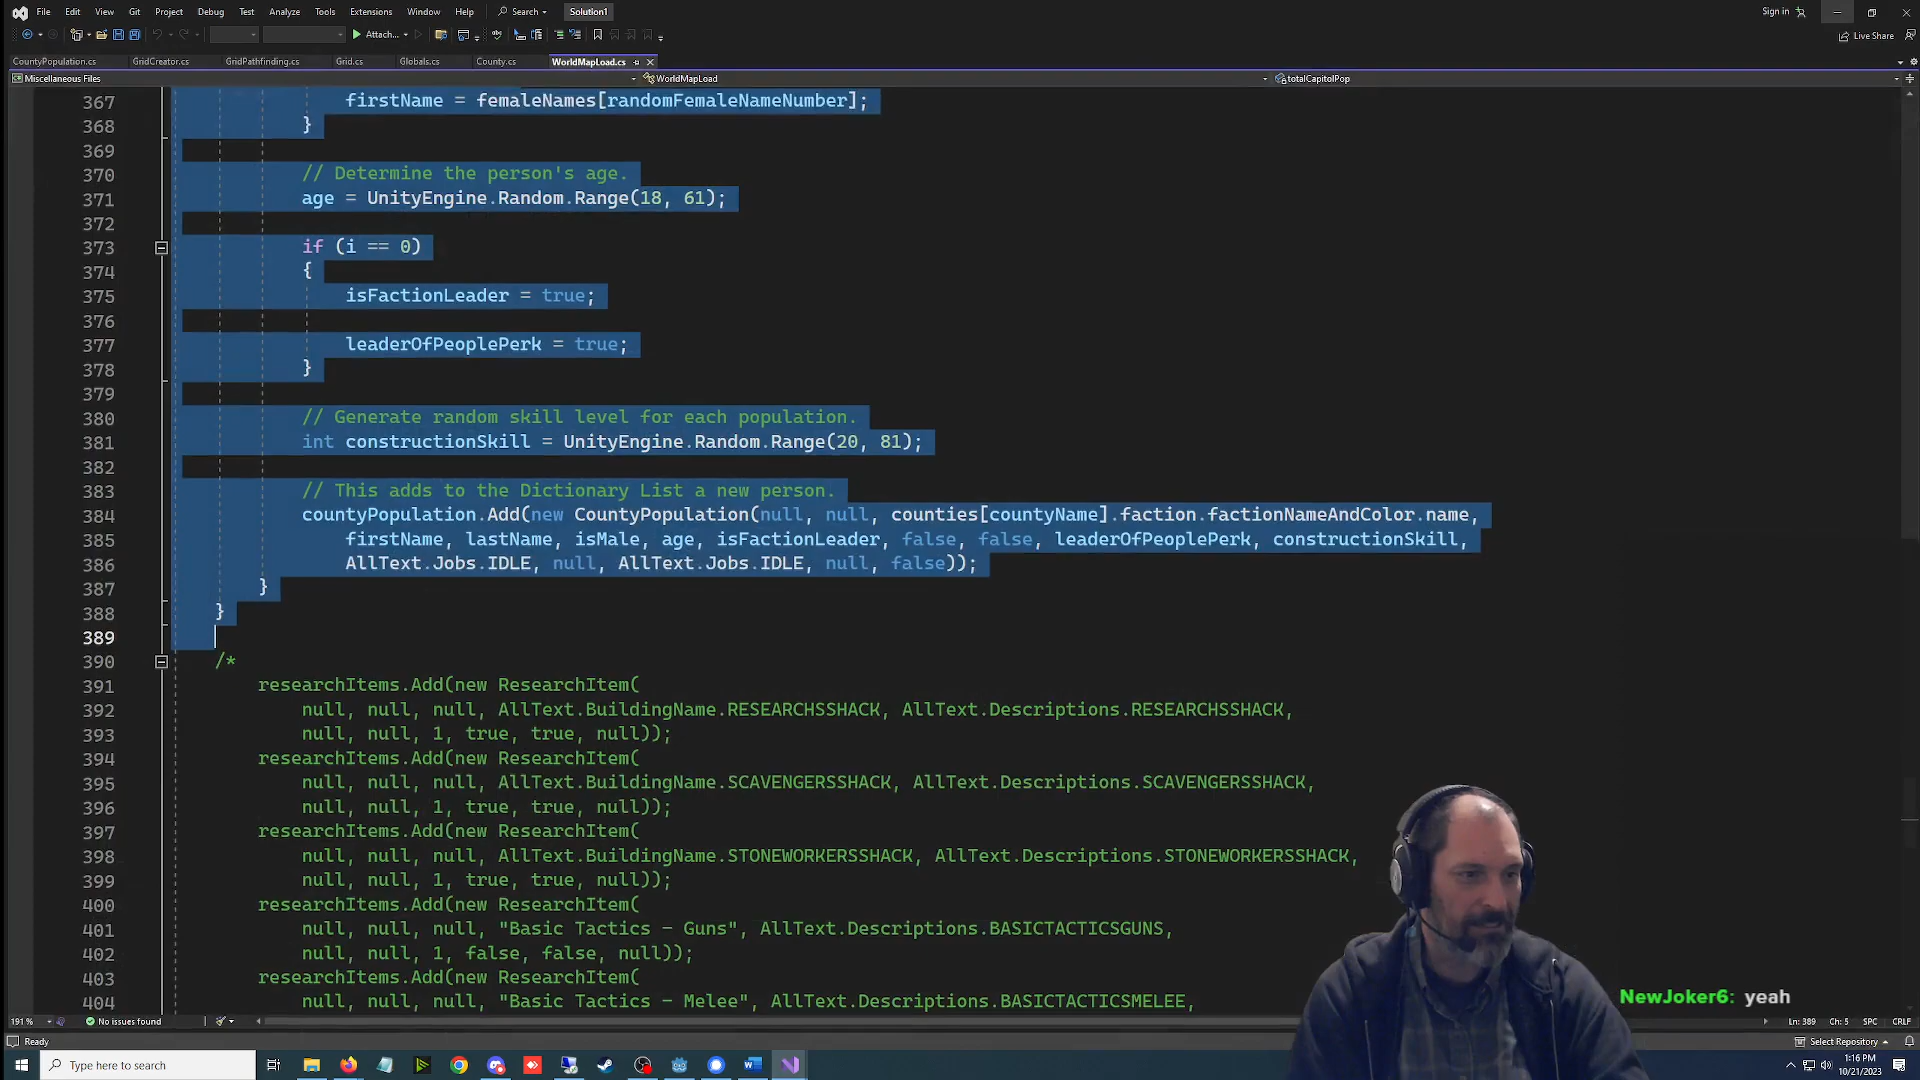 File Edit View Git Project Debug Test Analyze Tools Extensions Window Help Search Solution1 Sign in
Attach... Live Share
CountyPopulation.cs GridCreator.cs GridPathfinding.cs Grid.cs Globals.cs County.cs WorldMapLoad.cs
Miscellaneous Files WorldMapLoad totalCapitolPop
367 firstName = femaleNames[randomFemaleNameNumber];
368 }
369
370 // Determine the person's age.
371 age = UnityEngine.Random.Range(18, 61);
372
373 if (i == 0)
374 {
375 isFactionLeader = true;
376
377 leaderOfPeoplePerk = true;
378 }
379
380 // Generate random skill level for each population.
381 int constructionSkill = UnityEngine.Random.Range(20, 81);
382
383 // This adds to the Dictionary List a new person.
384 countyPopulation.Add(new CountyPopulation(null, null, counties[countyName].faction.factionNameAndColor.name,
385 firstName, lastName, isMale, age, isFactionLeader, false, false, leaderOfPeoplePerk, constructionSkill,
386 AllText.Jobs.IDLE, null, AllText.Jobs.IDLE, null, false));
387 }
388 }
389
390 /*
391 researchItems.Add(new ResearchItem(
392 null, null, null, AllText.BuildingName.RESEARCHSSHACK, AllText.Descriptions.RESEARCHSSHACK,
393 null, null, 1, true, true, null));
394 researchItems.Add(new ResearchItem(
395 null, null, null, AllText.BuildingName.SCAVENGERSSHACK, AllText.Descriptions.SCAVENGERSSHACK,
396 null, null, 1, true, true, null));
397 researchItems.Add(new ResearchItem(
398 null, null, null, AllText.BuildingName.STONEWORKERSSHACK, AllText.Descriptions.STONEWORKERSSHACK,
399 null, null, 1, true, true, null));
400 researchItems.Add(new ResearchItem(
401 null, null, null, "Basic Tactics - Guns", AllText.Descriptions.BASICTACTICSGUNS,
402 null, null, 1, false, false, null));
403 researchItems.Add(new ResearchItem(
404 null, null, null, "Basic Tactics - Melee", AllText.Descriptions.BASICTACTICSMELEE,
NewJoker6: yeah
191 % No issues found Ln: 389 Ch: 5 SPC CRLF
Ready Select Repository
Type here to search 1:16 PM
10/21/2023